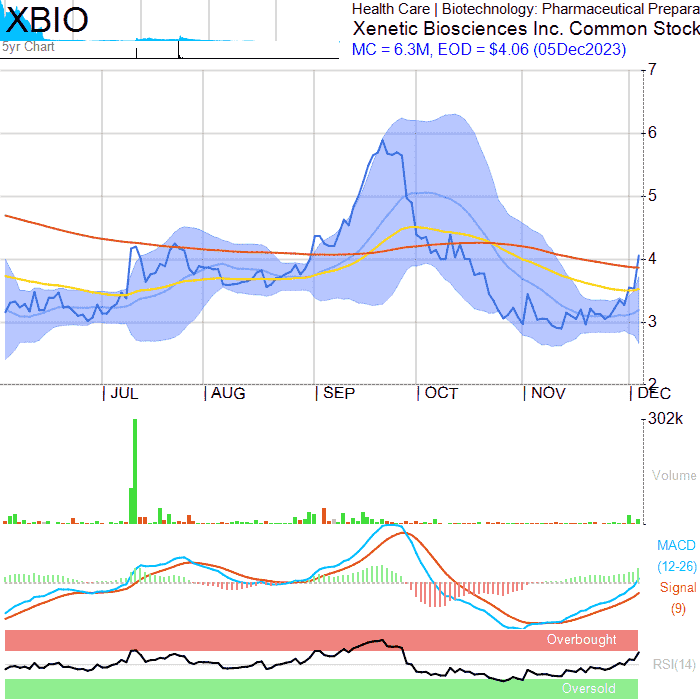 XBIO
5yr Chart
Health Care | Biotechnology: Pharmaceutical Prepara
Xenetic Biosciences Inc. Common Stock
MC = 6.3M, EOD = $4.06 (05Dec2023)
7
6
5
4
3
2
JUL AUG SEP OCT NOV DEC
302k
Volume
MACD
(12-26)
Signal
(9)
Overbought
RSI(14)
Oversold